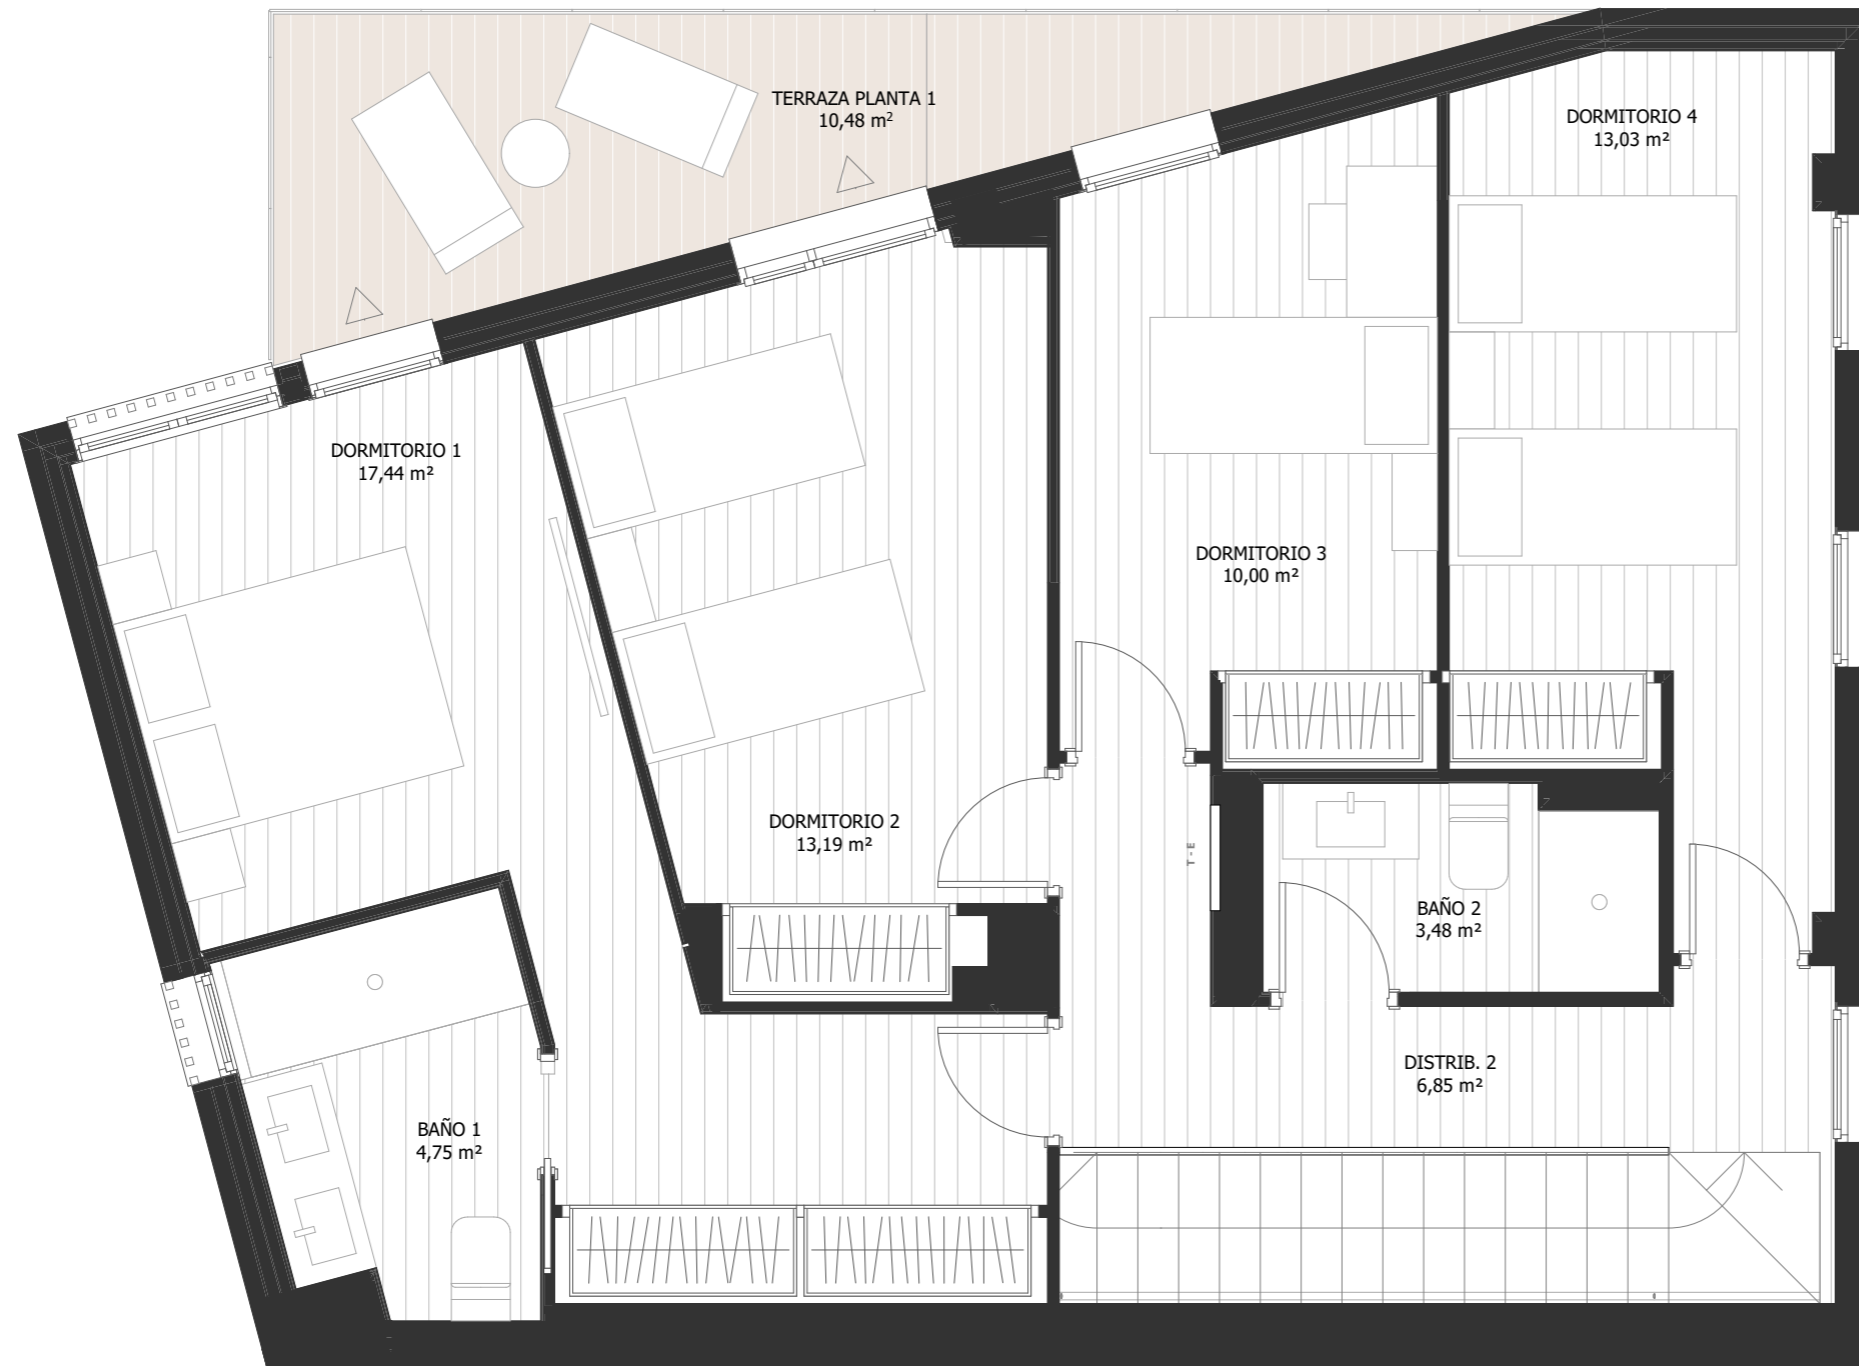 TERRAZA PLANTA 1
10,48 m²
DORMITORIO 4
13,03 m²
DORMITORIO 1
17,44 m²
DORMITORIO 3
10,00 m²
DORMITORIO 2
13,19 m²
T - E
BAÑO 2
3,48 m²
DISTRIB. 2
6,85 m²
BAÑO 1
4,75 m²